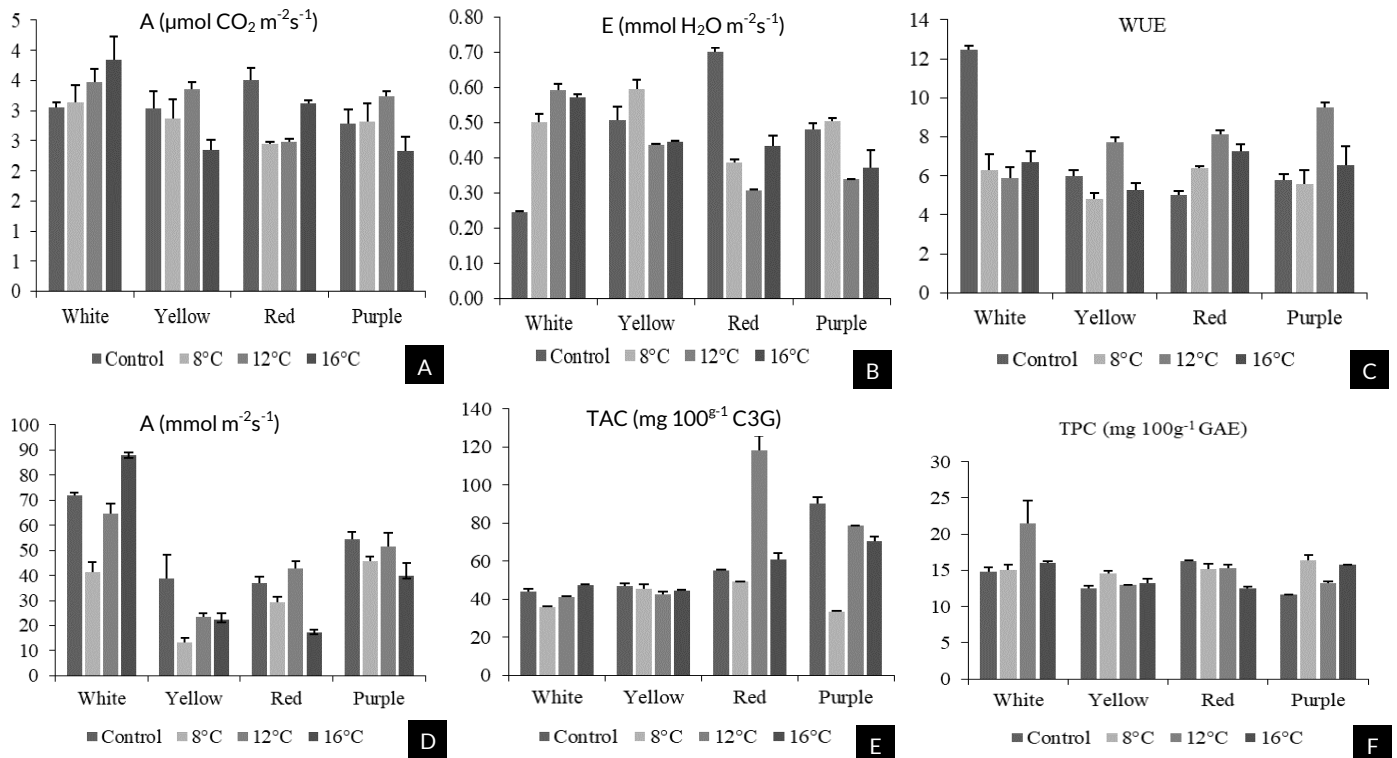 A (µmol CO₂ m⁻²s⁻¹)
5
4
4
3
3
2
2
1
1
0
White Yellow Red Purple
Control 8°C 12°C 16°C
A
E (mmol H₂O m⁻²s⁻¹)
0.80
0.70
0.60
0.50
0.40
0.30
0.20
0.10
0.00
White Yellow Red Purple
Control 8°C 12°C 16°C
B
WUE
14
12
10
8
6
4
2
0
White Yellow Red Purple
Control 8°C 12°C 16°C
C
A (mmol m⁻²s⁻¹)
100
90
80
70
60
50
40
30
20
10
0
White Yellow Red Purple
Control 8°C 12°C 16°C
D
TAC (mg 100ᵍ⁻¹ C3G)
140
120
100
80
60
40
20
0
White Yellow Red Purple
Control 8°C 12°C 16°C
E
TPC (mg 100g⁻¹ GAE)
30
25
20
15
10
5
0
White Yellow Red Purple
Control 8°C 12°C 16°C
F